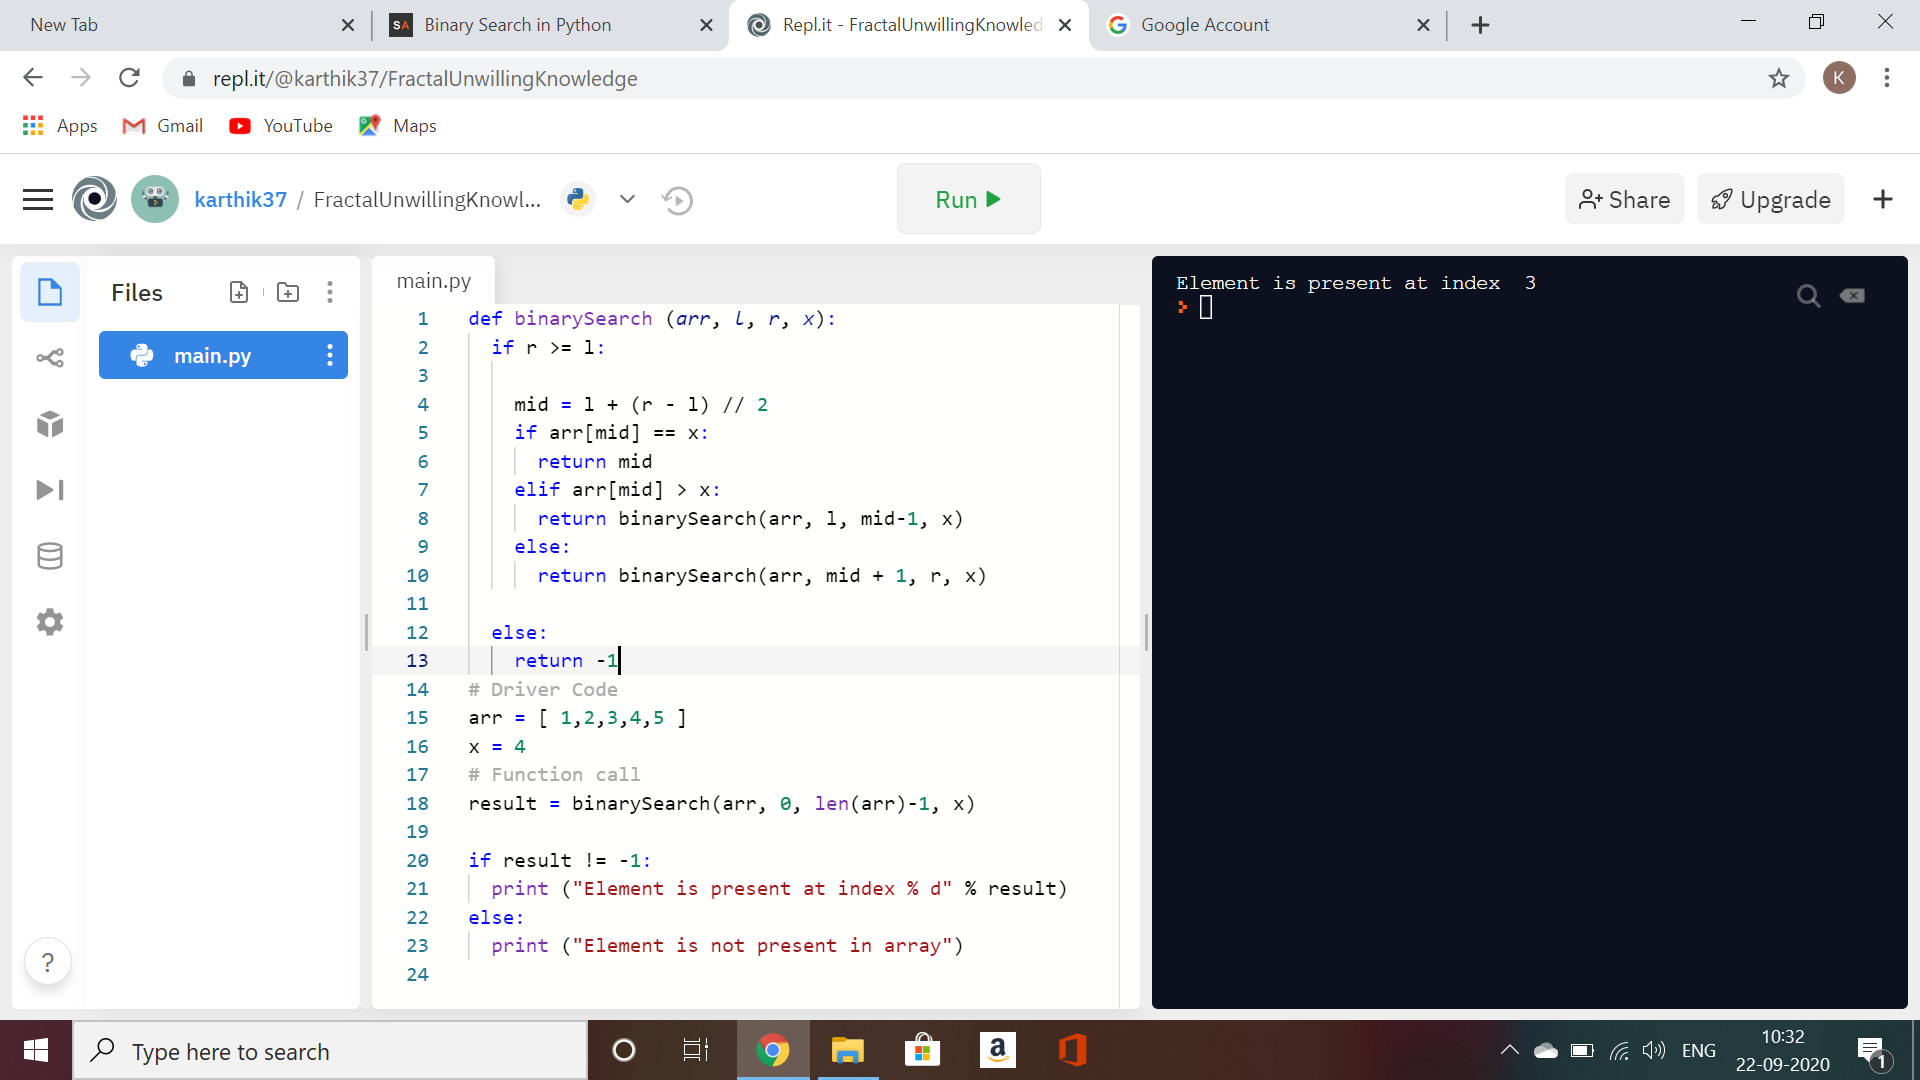 New Tab
SA Binary Search in Python
Repl.it - FractalUnwillingKnowled
Google Account
repl.it/@karthik37/FractalUnwillingKnowledge
K
Apps Gmail YouTube Maps
karthik37 / FractalUnwillingKnowl...
Run
Share
Upgrade
Files
main.py
main.py
1 def binarySearch (arr, l, r, x):
2 if r >= l:
3
4 mid = l + (r - l) // 2
5 if arr[mid] == x:
6 return mid
7 elif arr[mid] > x:
8 return binarySearch(arr, l, mid-1, x)
9 else:
10 return binarySearch(arr, mid + 1, r, x)
11
12 else:
13 return -1
14 # Driver Code
15 arr = [ 1,2,3,4,5 ]
16 x = 4
17 # Function call
18 result = binarySearch(arr, 0, len(arr)-1, x)
19
20 if result != -1:
21 print ("Element is present at index % d" % result)
22 else:
23 print ("Element is not present in array")
24
Element is present at index  3
?
Type here to search
a
ENG
10:32
22-09-2020
1